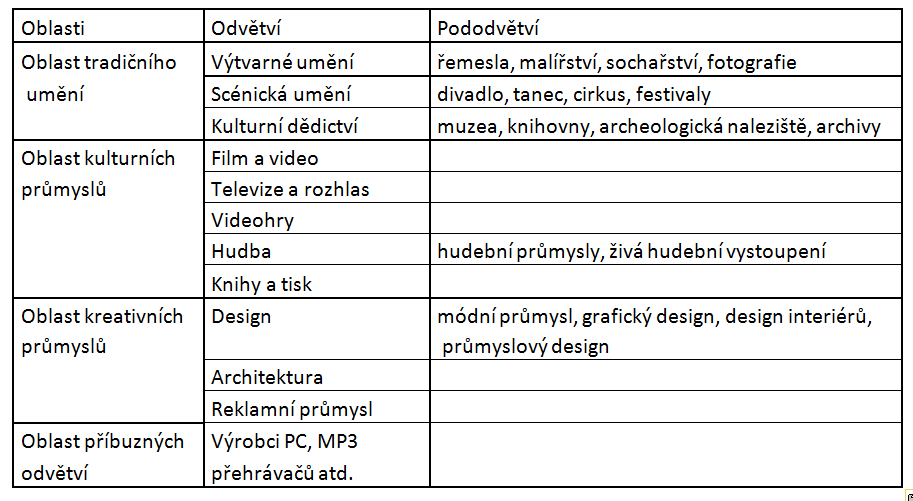 Oblasti Odvětví Pododvětví
Oblast tradičního Výtvarné umění řemesla, malířství, sochařství, fotografie
umění Scénická umění divadlo, tanec, cirkus, festivaly
Kulturní dědictví muzea, knihovny, archeologická naleziště, archivy
Oblast kulturních Film a video
průmyslů Televize a rozhlas
Videohry
Hudba hudební průmysly, živá hudební vystoupení
Knihy a tisk
Oblast kreativních Design módní průmysl, grafický design, design interiérů,
průmyslů průmyslový design
Architektura
Reklamní průmysl
Oblast příbuzných Výrobci PC, MP3
odvětví přehrávačů atd.